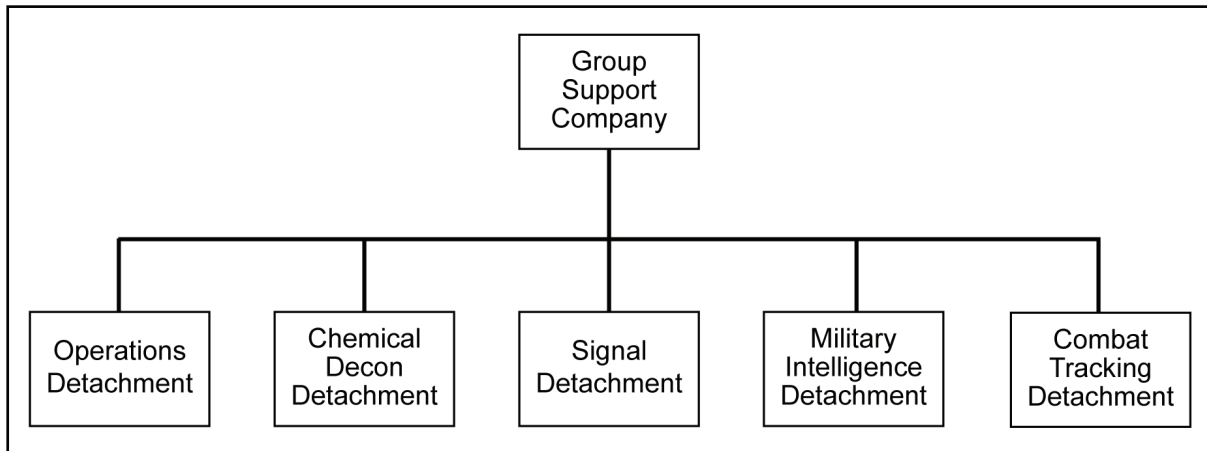 Group
Support
Company
Operations
Detachment
Chemical
Decon
Detachment
Signal
Detachment
Military
Intelligence
Detachment
Combat
Tracking
Detachment